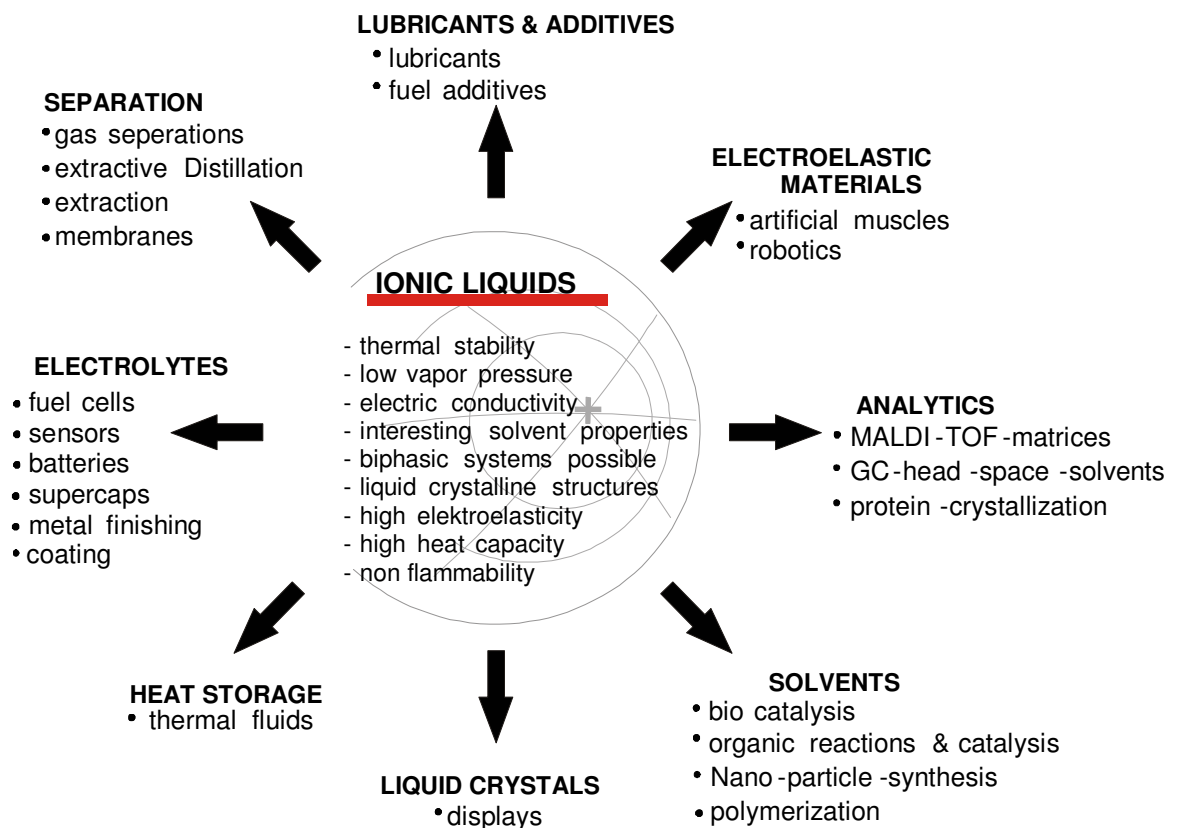 LUBRICANTS & ADDITIVES
• lubricants
• fuel additives
SEPARATION
• gas seperations
• extractive Distillation
• extraction
• membranes
ELECTROELASTIC
MATERIALS
• artificial muscles
• robotics
IONIC LIQUIDS
- thermal stability
- low vapor pressure
- electric conductivity
- interesting solvent properties
- biphasic systems possible
- liquid crystalline structures
- high elektroelasticity
- high heat capacity
- non flammability
ELECTROLYTES
• fuel cells
• sensors
• batteries
• supercaps
• metal finishing
• coating
ANALYTICS
• MALDI-TOF-matrices
• GC-head-space-solvents
• protein-crystallization
HEAT STORAGE
• thermal fluids
LIQUID CRYSTALS
• displays
SOLVENTS
• bio catalysis
• organic reactions & catalysis
• Nano-particle-synthesis
• polymerization